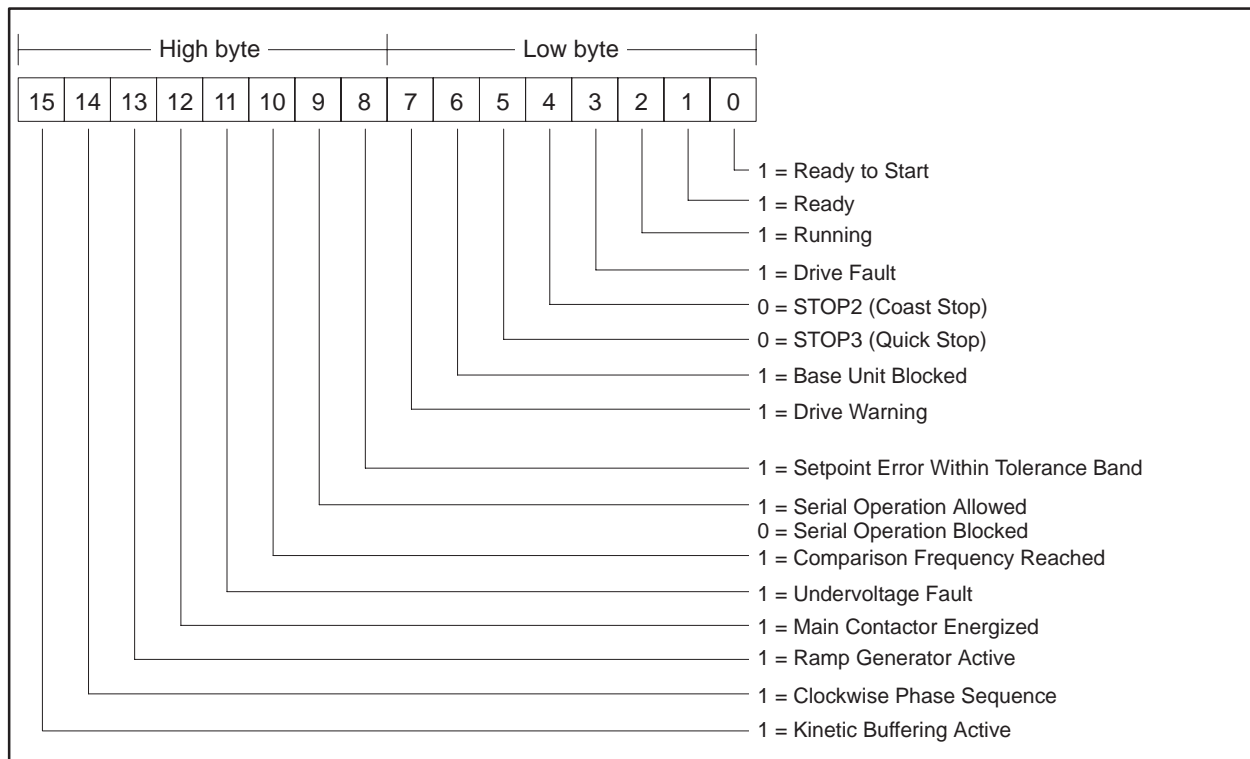 High byte Low byte
15 14 13 12 11 10 9 8 7 6 5 4 3 2 1 0
1 = Ready to Start
1 = Ready
1 = Running
1 = Drive Fault
0 = STOP2 (Coast Stop)
0 = STOP3 (Quick Stop)
1 = Base Unit Blocked
1 = Drive Warning
1 = Setpoint Error Within Tolerance Band
1 = Serial Operation Allowed
0 = Serial Operation Blocked
1 = Comparison Frequency Reached
1 = Undervoltage Fault
1 = Main Contactor Energized
1 = Ramp Generator Active
1 = Clockwise Phase Sequence
1 = Kinetic Buffering Active